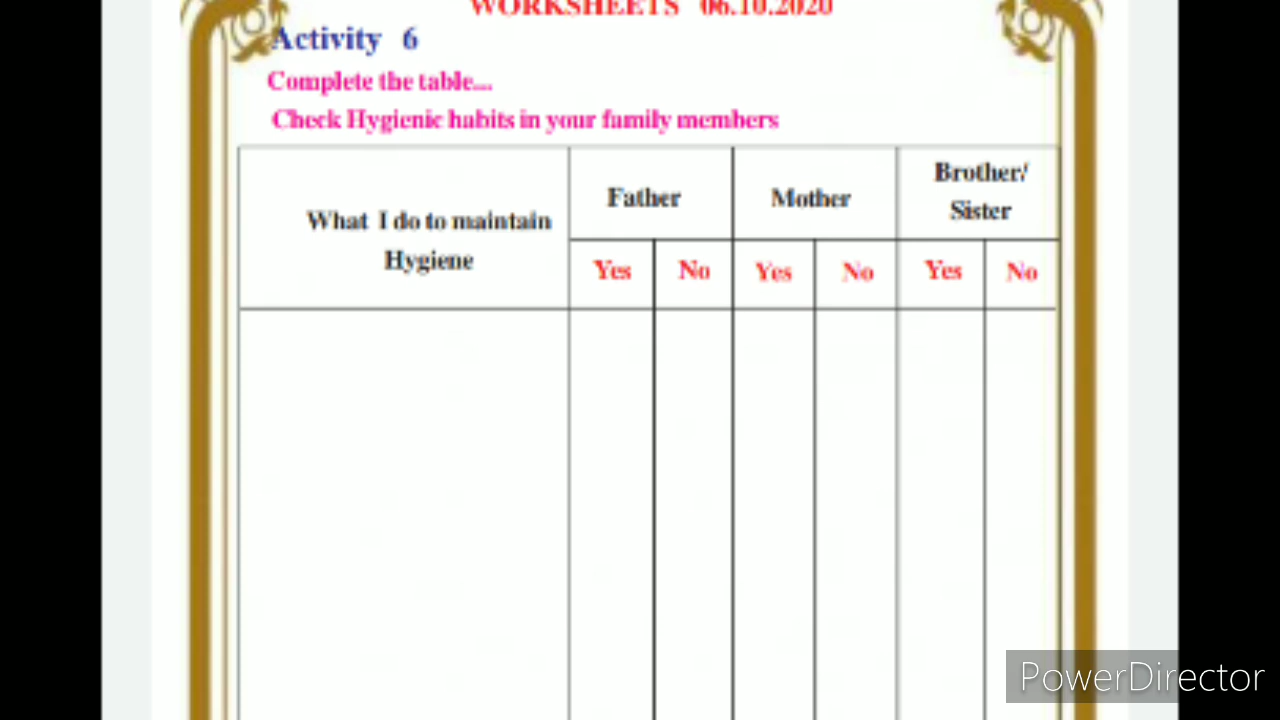 WORKSHEETS 06.10.2020
Activity 6
Complete the table...
Check Hygienic habits in your family members
What I do to maintain
Hygiene
Father
Mother
Brother/
Sister
Yes No Yes No Yes No
PowerDirector